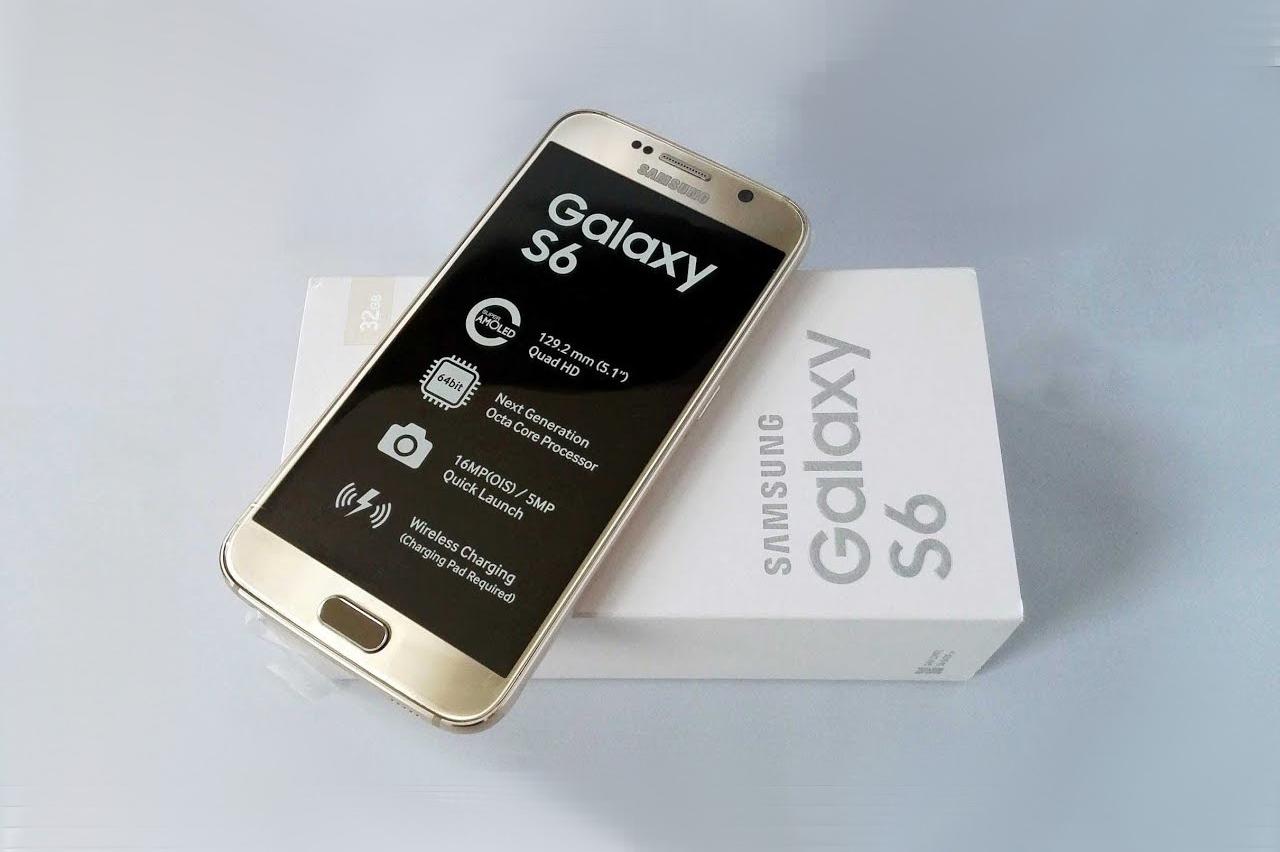 SAMSUNG
Galaxy
S6
SUPER
AMOLED
129.2 mm (5.1")
Quad HD
64bit
Next Generation
Octa Core Processor
16MP(OIS) / 5MP
Quick Launch
Wireless Charging
(Charging Pad Required)
32GB
SAMSUNG
Galaxy
S6